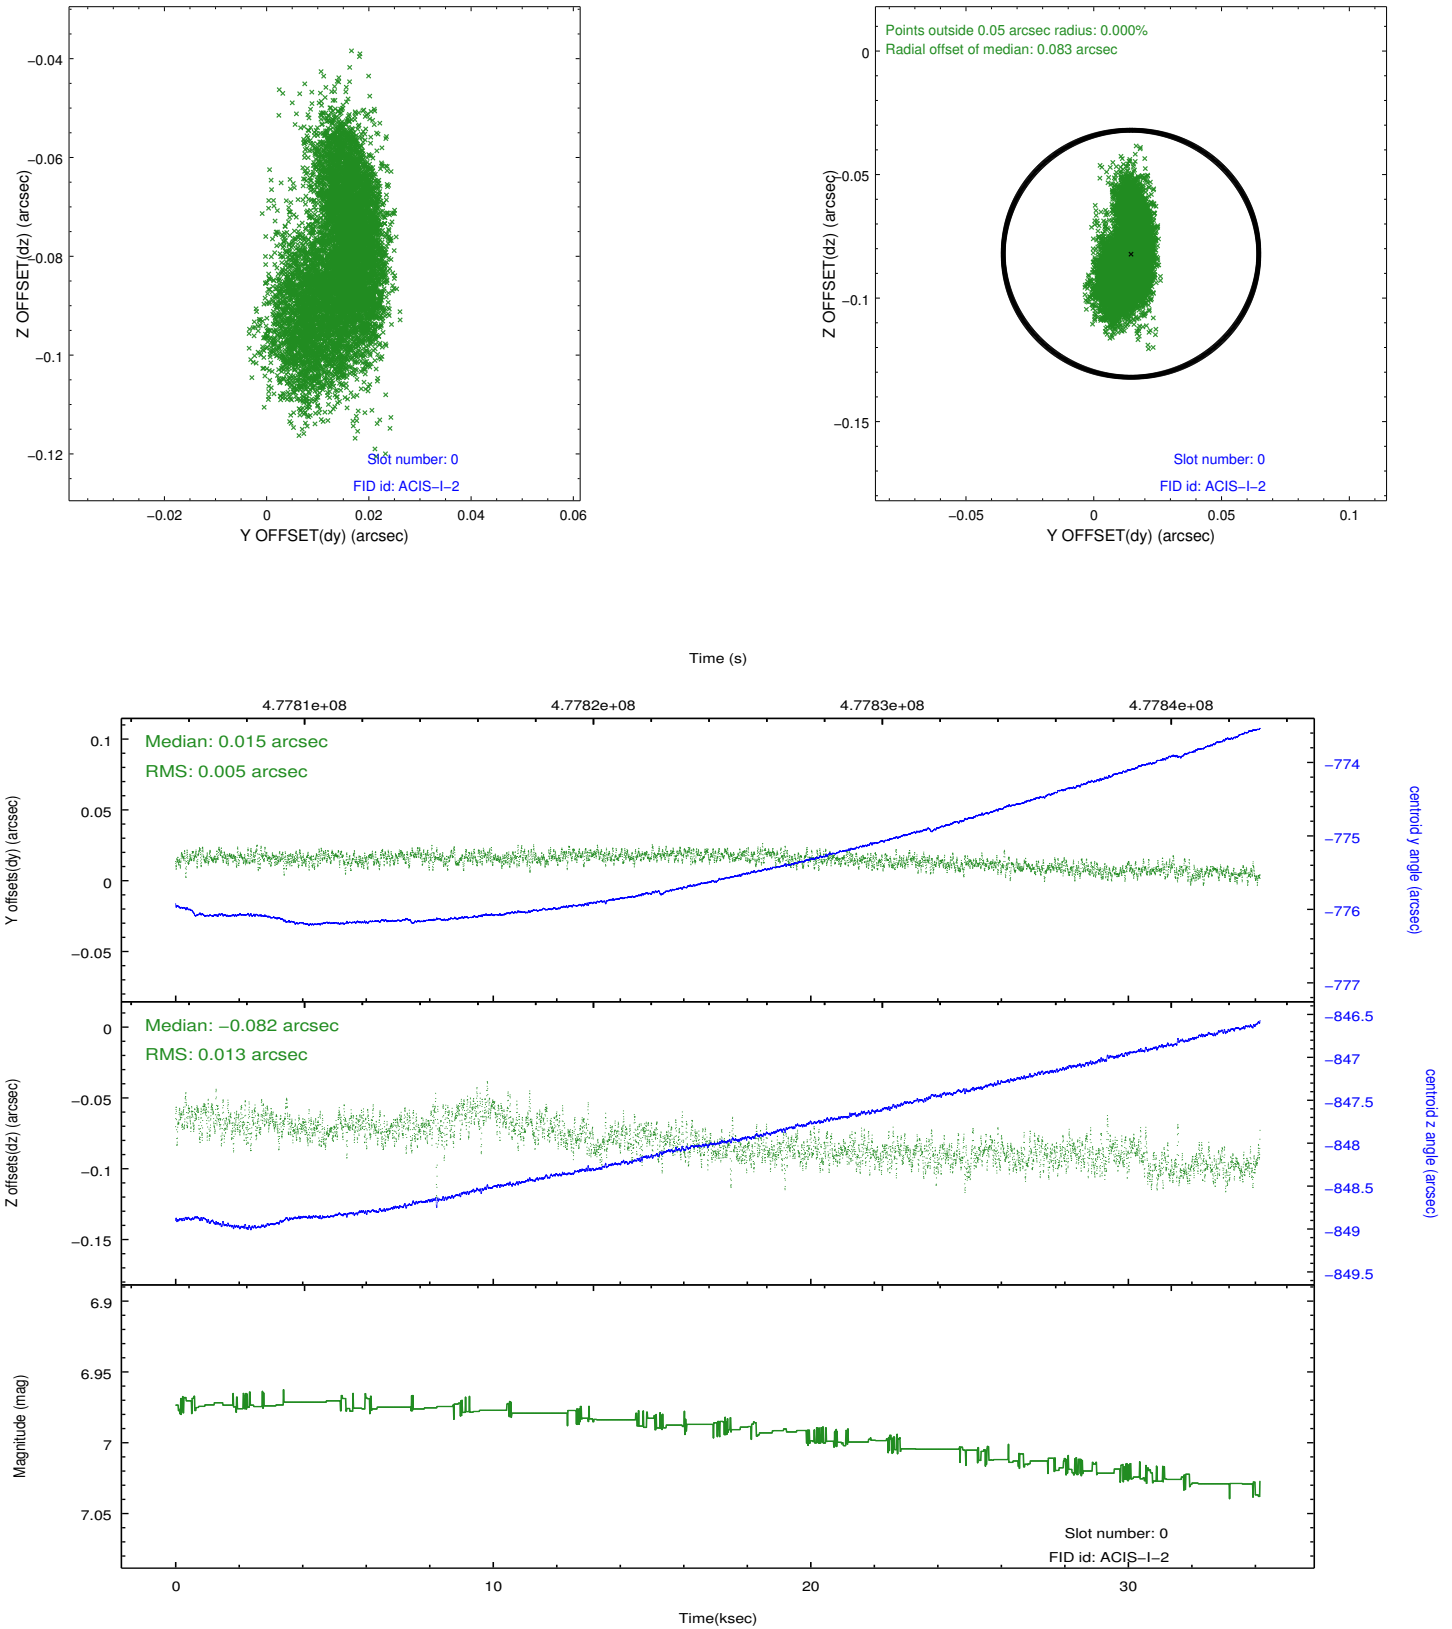 −0.04
−0.06
−0.08
−0.1
−0.12
Z OFFSET(dz) (arcsec)
Slot number: 0
FID id: ACIS−I−2
−0.02
0
0.02
0.04
0.06
Y OFFSET(dy) (arcsec)
Points outside 0.05 arcsec radius: 0.000%
Radial offset of median: 0.083 arcsec
0
−0.05
−0.1
−0.15
Z OFFSET(dz) (arcsec)
Slot number: 0
FID id: ACIS−I−2
−0.05
0
0.05
0.1
Y OFFSET(dy) (arcsec)
Time (s)
4.7781e+08
4.7782e+08
4.7783e+08
4.7784e+08
Median: 0.015 arcsec
RMS: 0.005 arcsec
0.1
0.05
0
−0.05
Y offsets(dy) (arcsec)
−774
−775
−776
−777
centroid y angle (arcsec)
Median: −0.082 arcsec
RMS: 0.013 arcsec
0
−0.05
−0.1
−0.15
Z offsets(dz) (arcsec)
−846.5
−847
−847.5
−848
−848.5
−849
−849.5
centroid z angle (arcsec)
6.9
6.95
7
7.05
Magnitude (mag)
Slot number: 0
FID id: ACIS−I−2
0
10
20
30
Time(ksec)